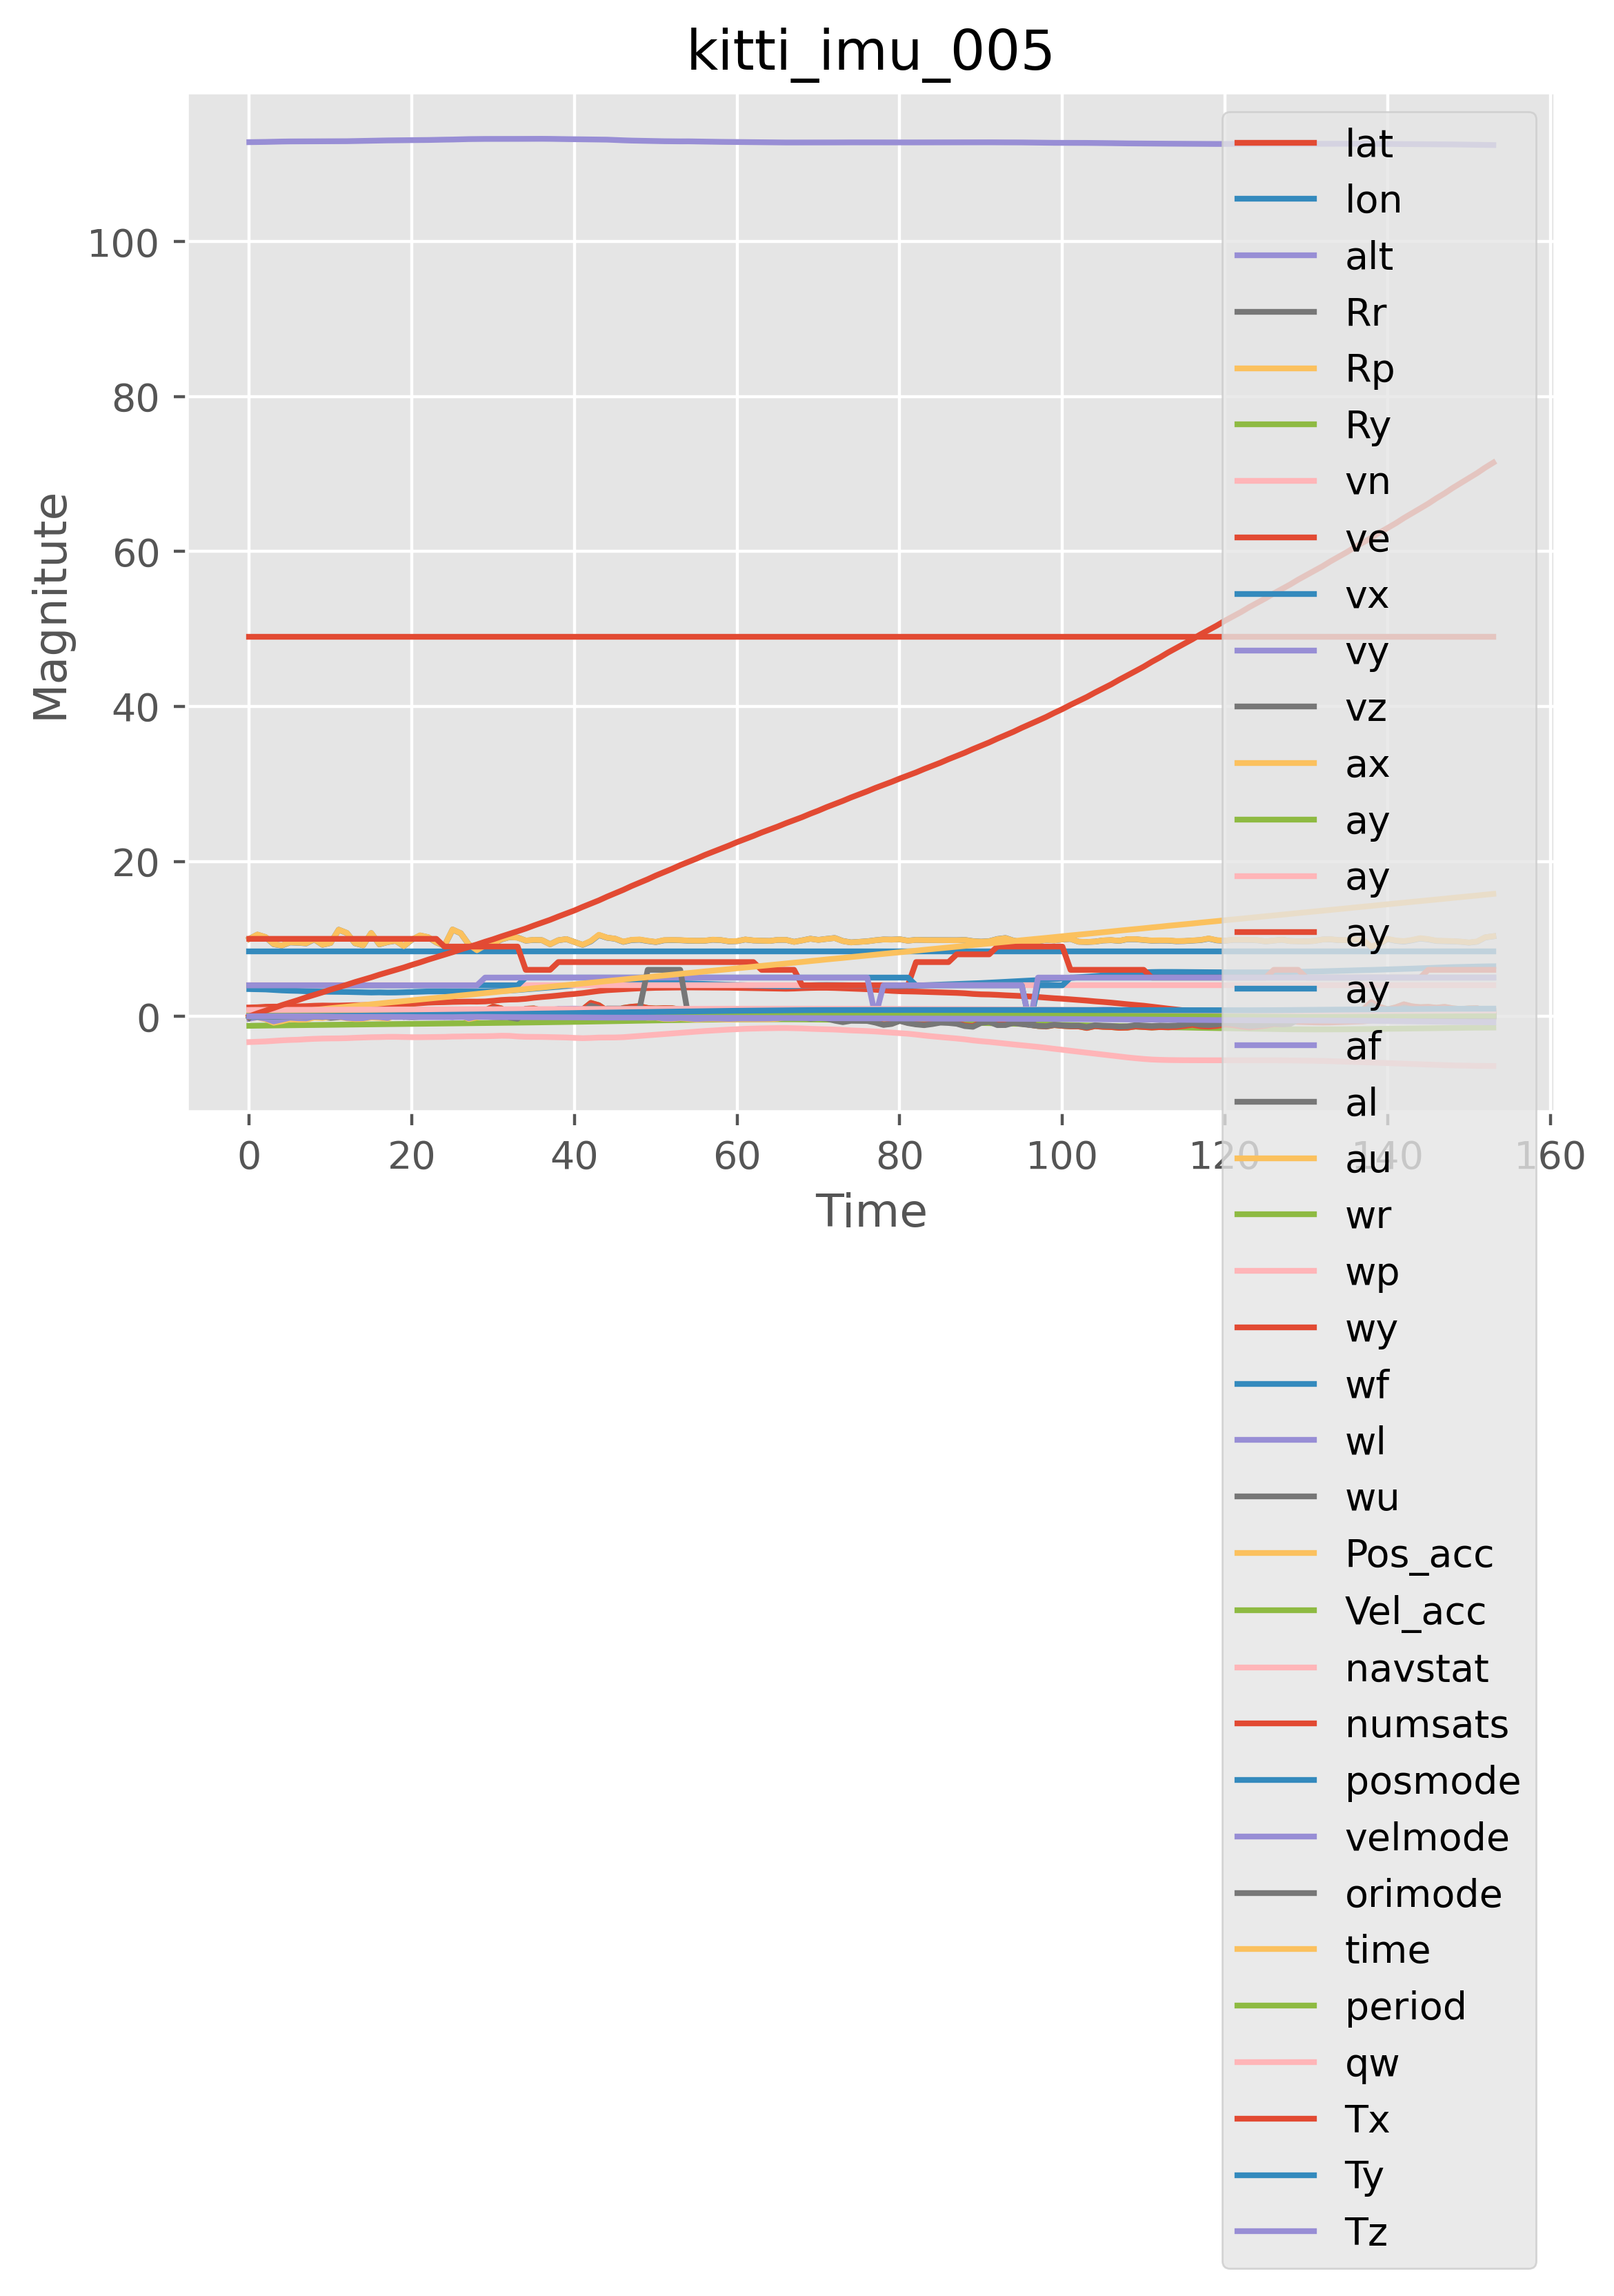 kitti_imu_005
Magnitute
100
80
60
40
20
0
0 20 40 60 80 100 120 140 160
Time
lat
lon
alt
Rr
Rp
Ry
vn
ve
vx
vy
vz
ax
ay
ay
ay
ay
af
al
au
wr
wp
wy
wf
wl
wu
Pos_acc
Vel_acc
navstat
numsats
posmode
velmode
orimode
time
period
qw
Tx
Ty
Tz